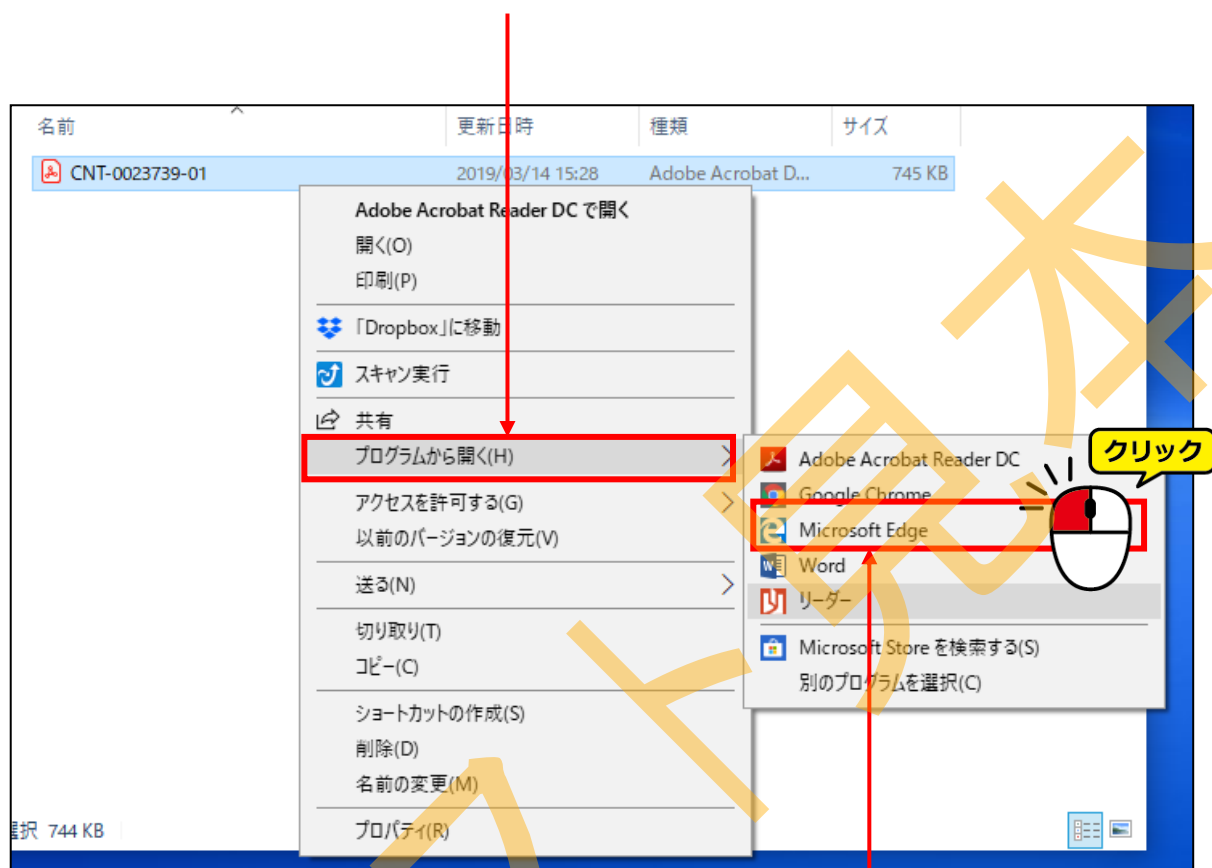 名前 更新日時 種類 サイズ
CNT-0023739-01 2019/03/14 15:28 Adobe Acrobat D... 745 KB
Adobe Acrobat Reader DC で開く
開く(O)
印刷(P)
「Dropbox」に移動
スキャン実行
共有
プログラムから開く(H)
アクセスを許可する(G)
以前のバージョンの復元(V)
送る(N)
切り取り(T)
コピー(C)
ショートカットの作成(S)
削除(D)
名前の変更(M)
プロパティ(R)
Adobe Acrobat Reader DC
Google Chrome
Microsoft Edge
Word
リーダー
Microsoft Store を検索する(S)
別のプログラムを選択(C)
クリック
択 744 KB
スト見本